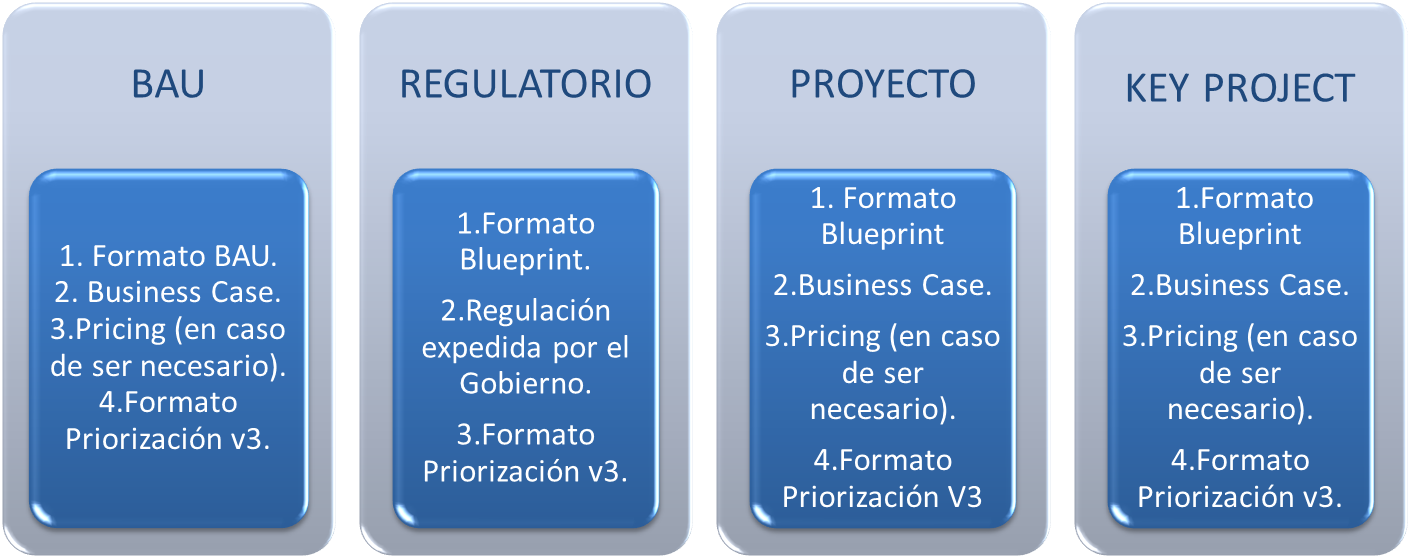 BAU
1. Formato BAU.
2. Business Case.
3.Pricing (en caso
de ser necesario).
4.Formato
Priorización v3.
REGULATORIO
1.Formato
Blueprint.
2.Regulación
expedida por el
Gobierno.
3.Formato
Priorización v3.
PROYECTO
1. Formato
Blueprint
2.Business Case.
3.Pricing (en caso
de ser
necesario).
4.Formato
Priorización V3
KEY PROJECT
1.Formato
Blueprint
2.Business Case.
3.Pricing (en caso
de ser
necesario).
4.Formato
Priorización v3.